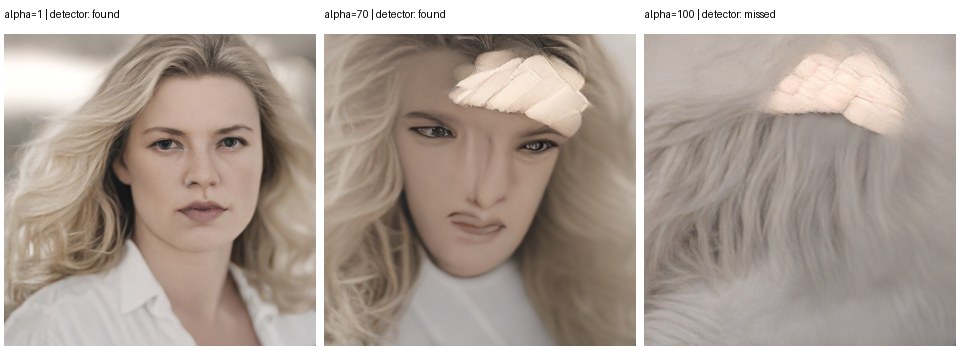 alpha=1 | detector: found
alpha=70 | detector: found
alpha=100 | detector: missed